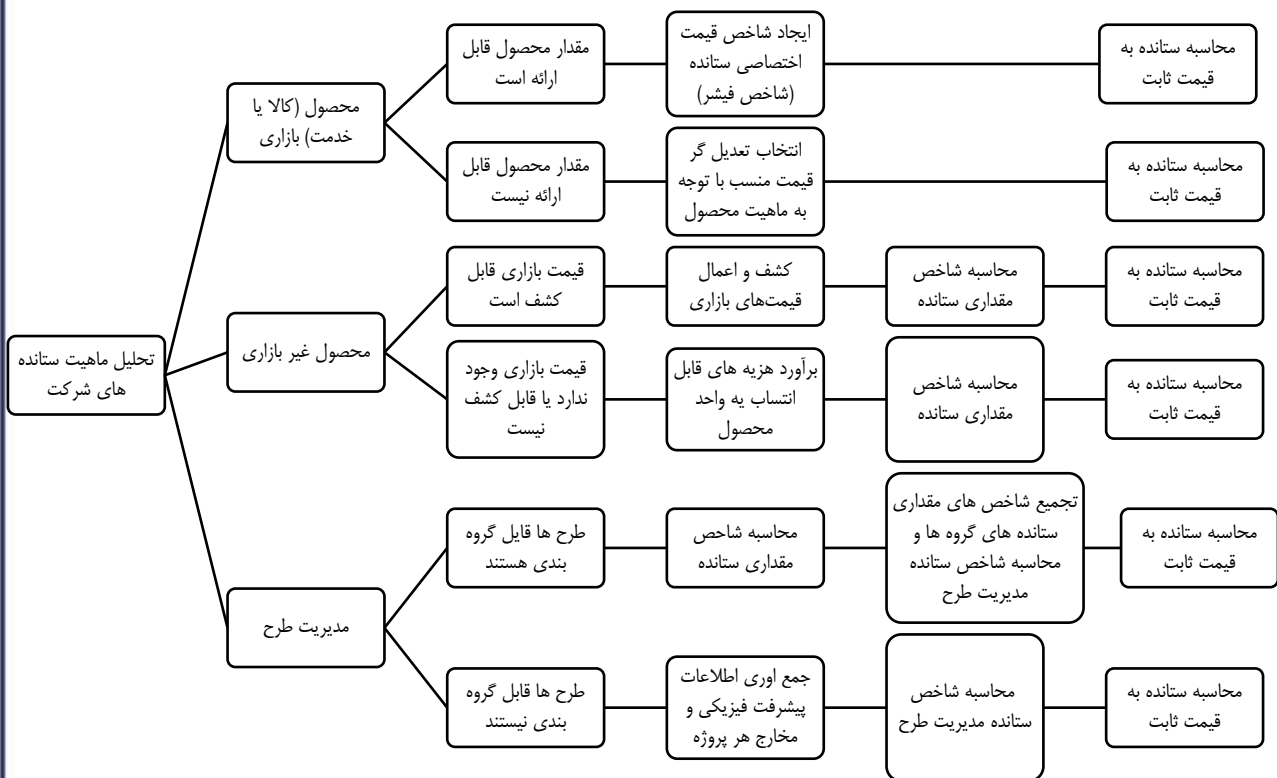 تحلیل ماهیت ستانده
های شرکت
محصول (کالا یا
خدمت) بازاری
مقدار محصول قابل
ارائه است
ایجاد شاخص قیمت
اختصاصی ستانده
(شاخص فیشر)
محاسبه ستانده به
قیمت ثابت
مقدار محصول قابل
ارائه نیست
انتخاب تعدیل گر
قیمت منسب با توجه
به ماهیت محصول
محاسبه ستانده به
قیمت ثابت
محصول غیر بازاری
قیمت بازاری قابل
کشف است
کشف و اعمال
قیمت‌های بازاری
محاسبه شاخص
مقداری ستانده
محاسبه ستانده به
قیمت ثابت
قیمت بازاری وجود
ندارد یا قابل کشف
نیست
برآورد هزیه های قابل
انتساب یه واحد
محصول
محاسبه شاخص
مقداری ستانده
محاسبه ستانده به
قیمت ثابت
مدیریت طرح
طرح ها قایل گروه
بندی هستند
محاسبه شاحص
مقداری ستانده
تجمیع شاخص های مقداری
ستانده های گروه ها و
محاسبه شاخص ستانده
مدیریت طرح
محاسبه ستانده به
قیمت ثابت
طرح ها قابل گروه
بندی نیستند
جمع اوری اطلاعات
پیشرفت فیزیکی و
مخارج هر پروژه
محاسبه شاخص
ستانده مدیریت طرح
محاسبه ستانده به
قیمت ثابت